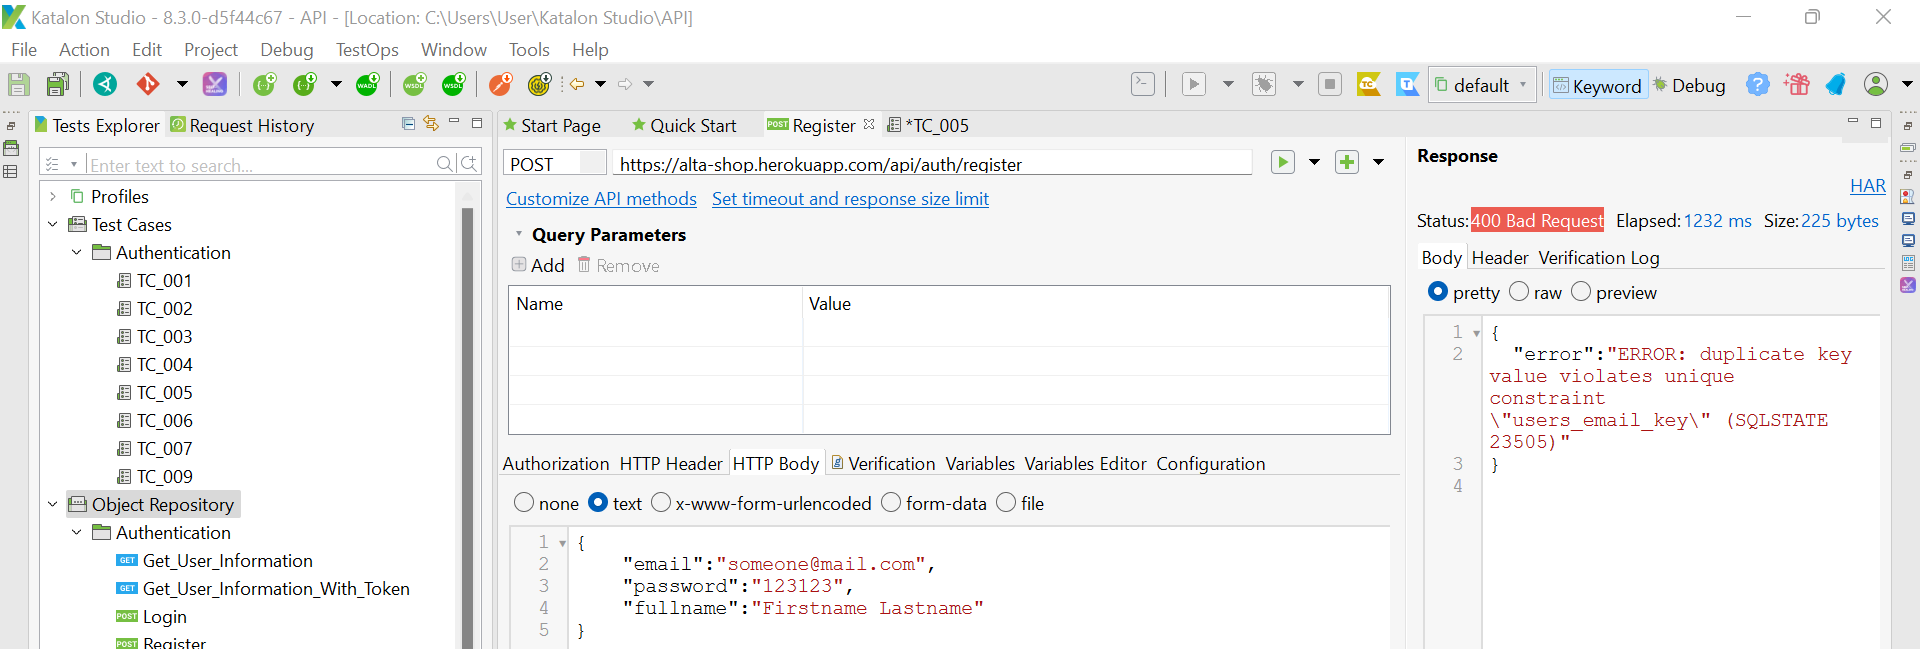 Katalon Studio - 8.3.0-d5f44c67 - API - [Location: C:\Users\User\Katalon Studio\API]
File Action Edit Project Debug TestOps Window Tools Help
default Keyword Debug
Tests Explorer Request History
Enter text to search...
Profiles
Test Cases
Authentication
TC_001
TC_002
TC_003
TC_004
TC_005
TC_006
TC_007
TC_009
Object Repository
Authentication
GET Get_User_Information
GET Get_User_Information_With_Token
POST Login
POST Register
Start Page Quick Start POST Register *TC_005
POST https://alta-shop.herokuapp.com/api/auth/register
Customize API methods Set timeout and response size limit
Query Parameters
Add Remove
Name Value
Authorization HTTP Header HTTP Body Verification Variables Variables Editor Configuration
none text x-www-form-urlencoded form-data file
1 {
2 "email":"someone@mail.com",
3 "password":"123123",
4 "fullname":"Firstname Lastname"
5 }
Response
HAR
Status: 400 Bad Request Elapsed: 1232 ms Size: 225 bytes
Body Header Verification Log
pretty raw preview
1 {
2 "error":"ERROR: duplicate key
value violates unique
constraint
\"users_email_key\" (SQLSTATE
23505)"
3 }
4